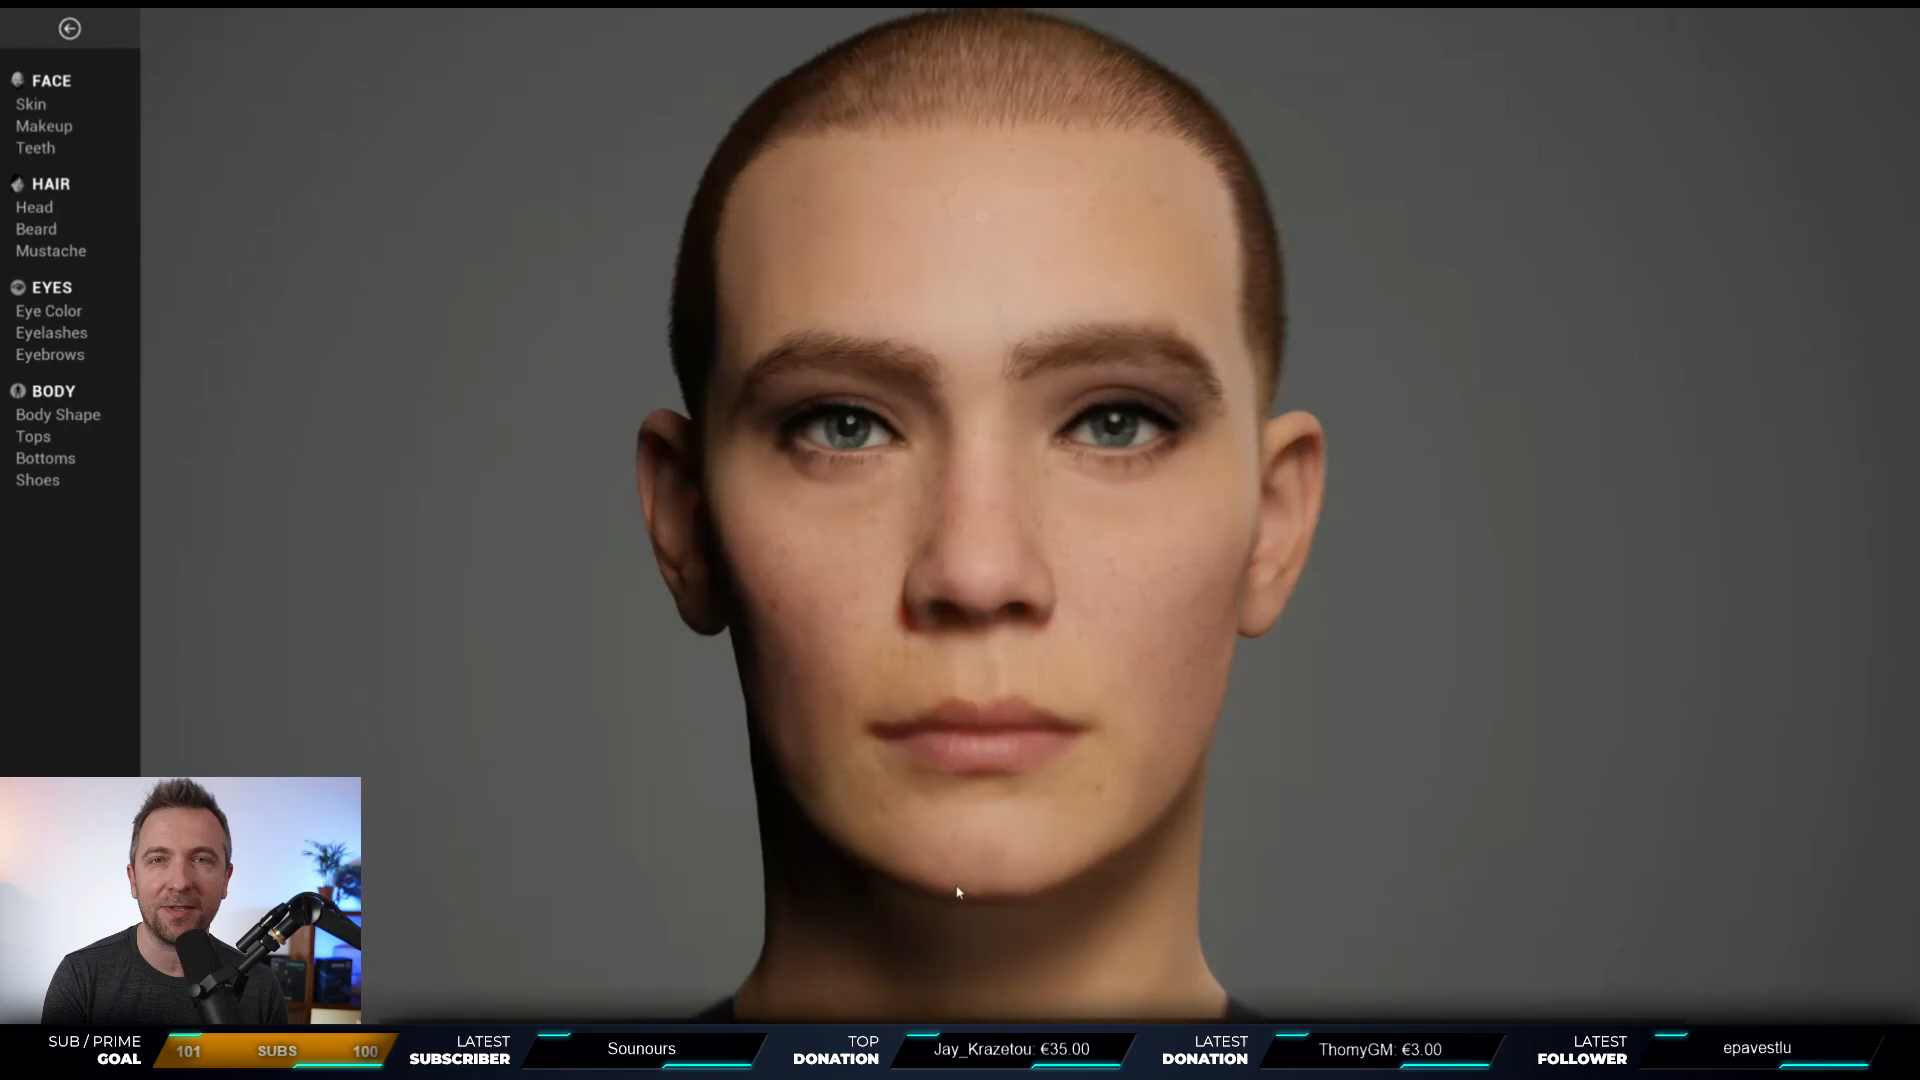 FACE
Skin
Makeup
Teeth
HAIR
Head
Beard
Mustache
EYES
Eye Color
Eyelashes
Eyebrows
BODY
Body Shape
Tops
Bottoms
Shoes
SUB / PRIME
GOAL
101 SUBS 100
LATEST
SUBSCRIBER
Sounours
TOP
DONATION
Jay_Krazetou: €35.00
LATEST
DONATION
ThomyGM: €3.00
LATEST
FOLLOWER
epavestlu